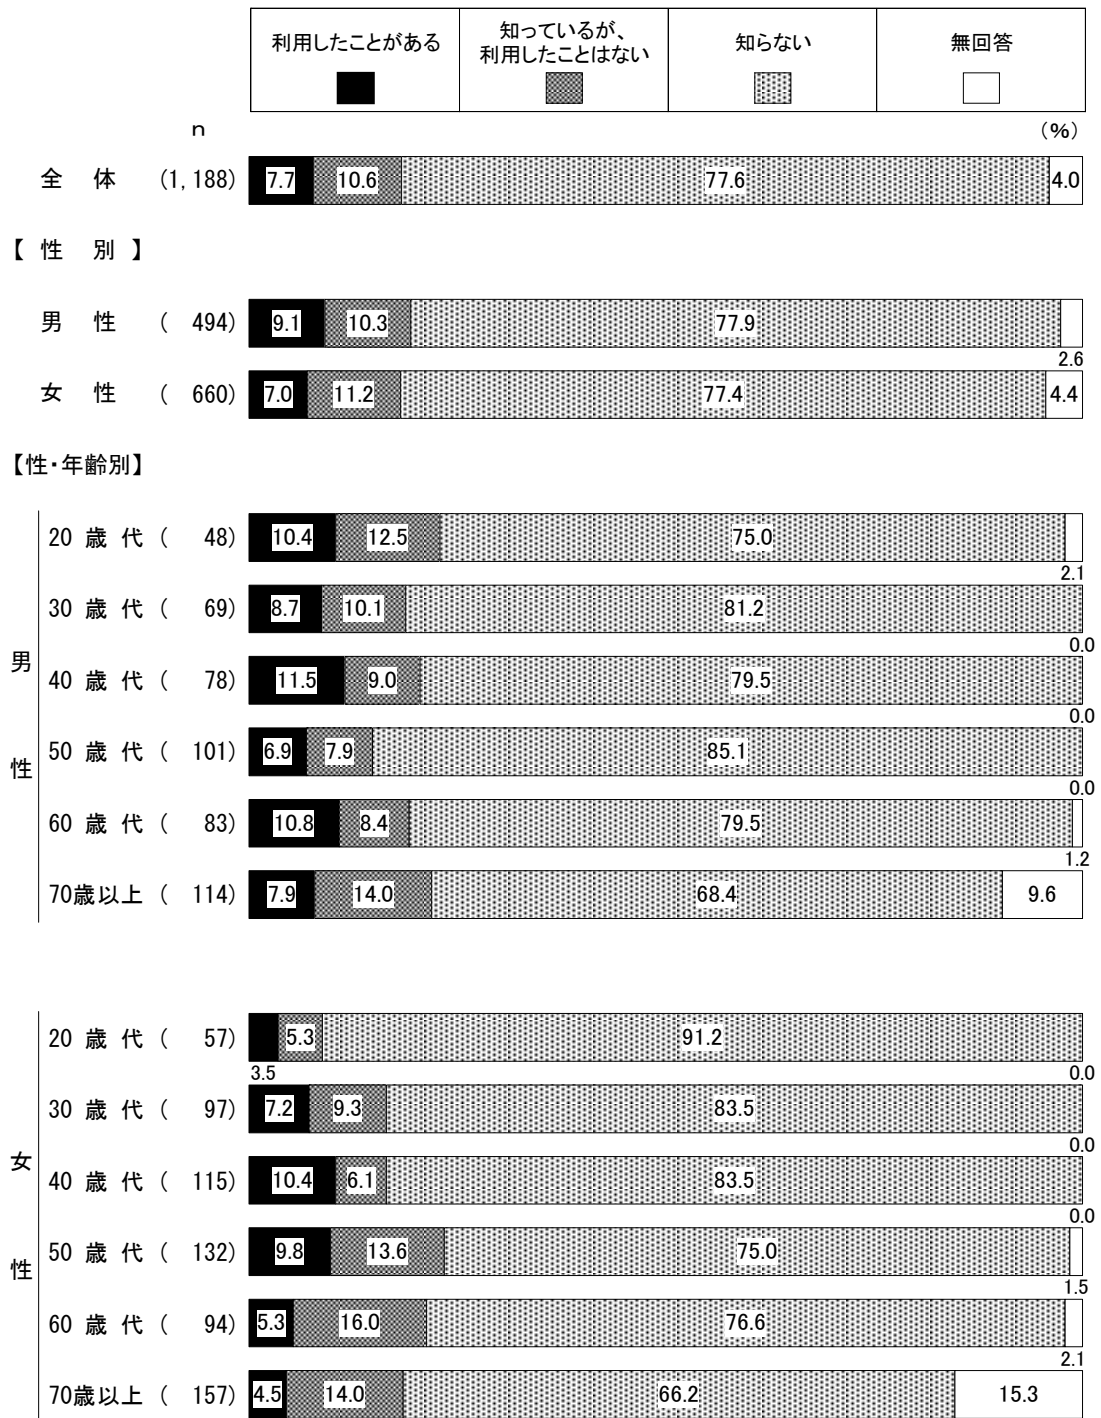 利用したことがある
知っているが、
利用したことはない
知らない
無回答
n
(%)
全 体 (1,188) 7.7 10.6 77.6 4.0
【 性 別 】
男 性 ( 494) 9.1 10.3 77.9
2.6
女 性 ( 660) 7.0 11.2 77.4 4.4
【性・年齢別】
男性
20 歳 代 ( 48) 10.4 12.5 75.0
2.1
30 歳 代 ( 69) 8.7 10.1 81.2
0.0
40 歳 代 ( 78) 11.5 9.0 79.5
0.0
50 歳 代 ( 101) 6.9 7.9 85.1
0.0
60 歳 代 ( 83) 10.8 8.4 79.5
1.2
70歳以上 ( 114) 7.9 14.0 68.4 9.6
女性
20 歳 代 ( 57) 5.3 91.2
3.5 0.0
30 歳 代 ( 97) 7.2 9.3 83.5
0.0
40 歳 代 ( 115) 10.4 6.1 83.5
0.0
50 歳 代 ( 132) 9.8 13.6 75.0
1.5
60 歳 代 ( 94) 5.3 16.0 76.6
2.1
70歳以上 ( 157) 4.5 14.0 66.2 15.3